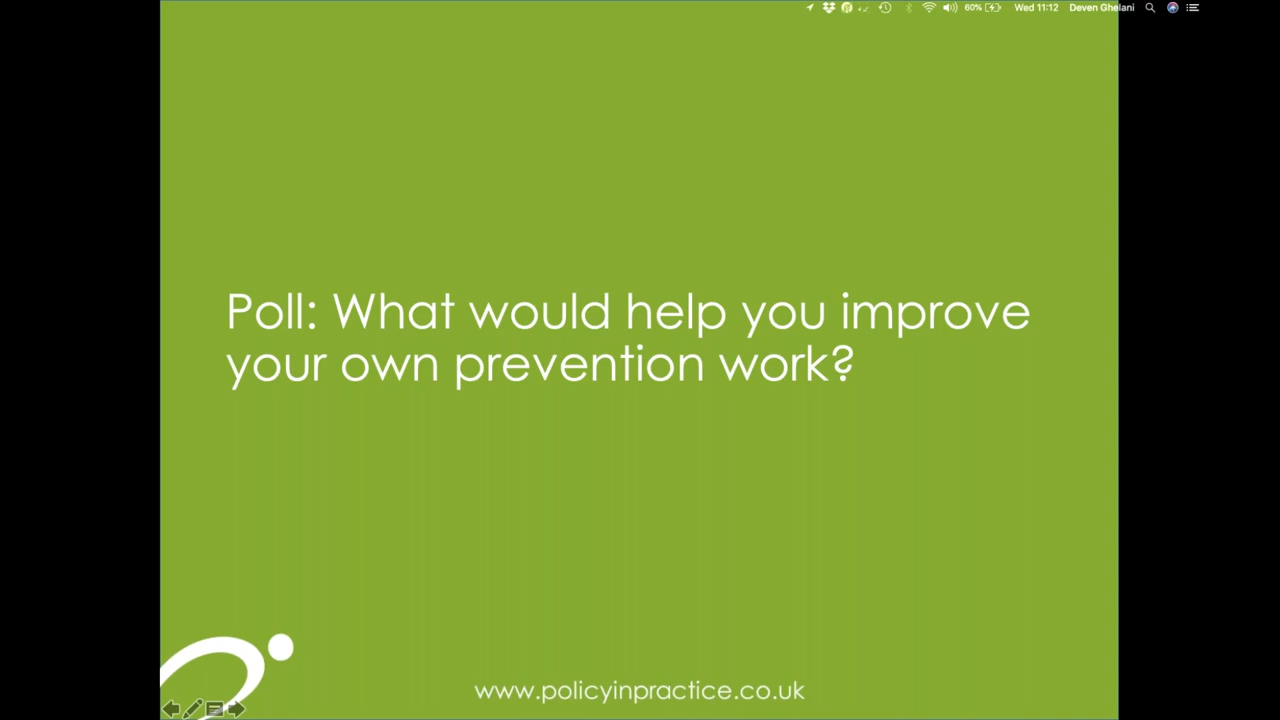 60% Wed 11:12 Deven Ghelani
Poll: What would help you improve
your own prevention work?
www.policyinpractice.co.uk